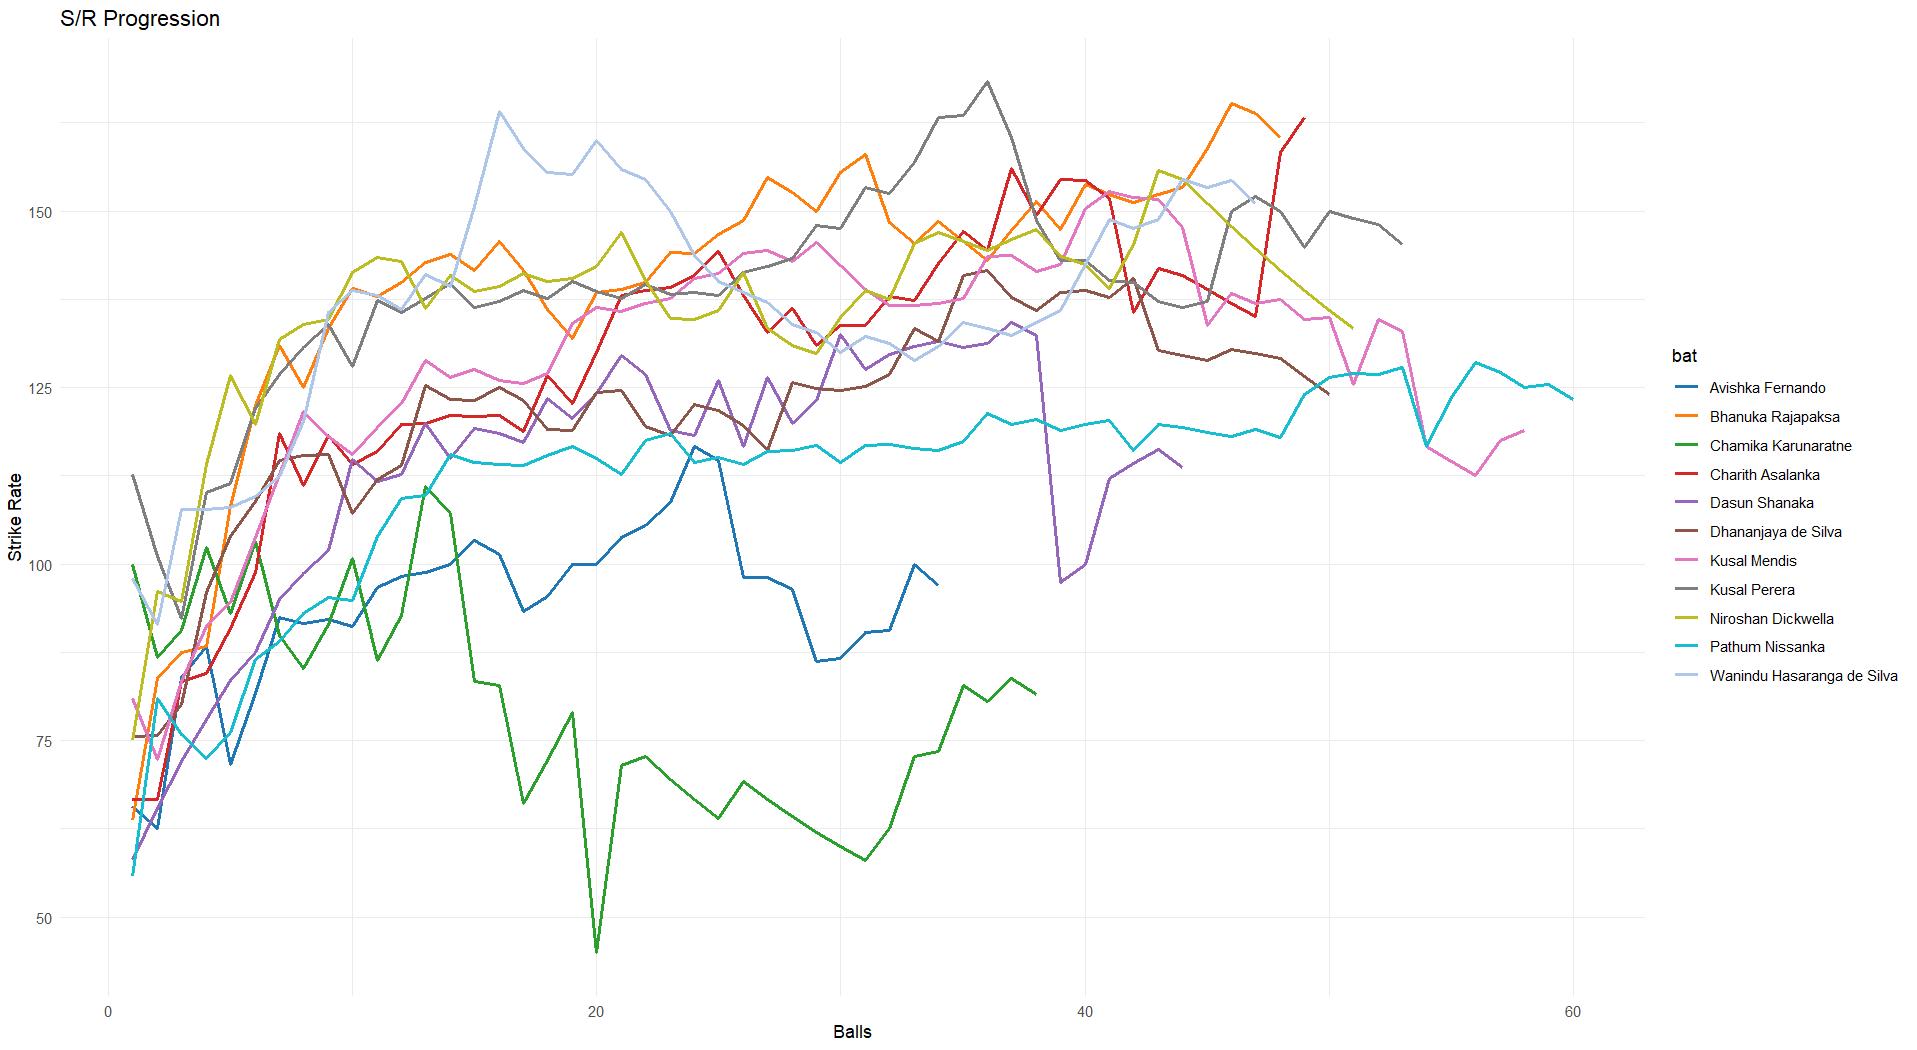 S/R Progression
Strike Rate
150
125
100
75
50
0
20
40
60
Balls
bat
Avishka Fernando
Bhanuka Rajapaksa
Chamika Karunaratne
Charith Asalanka
Dasun Shanaka
Dhananjaya de Silva
Kusal Mendis
Kusal Perera
Niroshan Dickwella
Pathum Nissanka
Wanindu Hasaranga de Silva